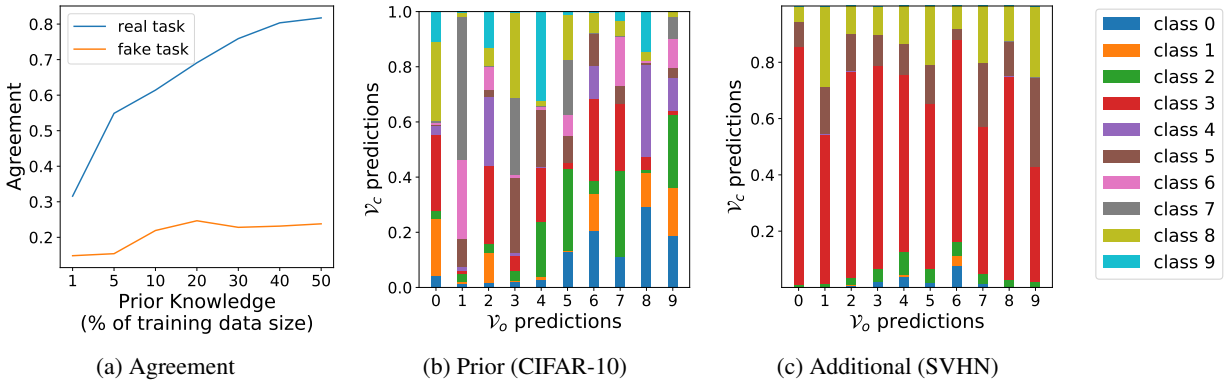 Agreement
0.8
0.7
0.6
0.5
0.4
0.3
0.2
real task
fake task
1 5 10 20 30 40 50
Prior Knowledge
(% of training data size)
(a) Agreement
𝒱c predictions
1.0
0.8
0.6
0.4
0.2
0.0
0 1 2 3 4 5 6 7 8 9
𝒱o predictions
(b) Prior (CIFAR-10)
𝒱c predictions
0.8
0.6
0.4
0.2
0 1 2 3 4 5 6 7 8 9
𝒱o predictions
(c) Additional (SVHN)
class 0
class 1
class 2
class 3
class 4
class 5
class 6
class 7
class 8
class 9